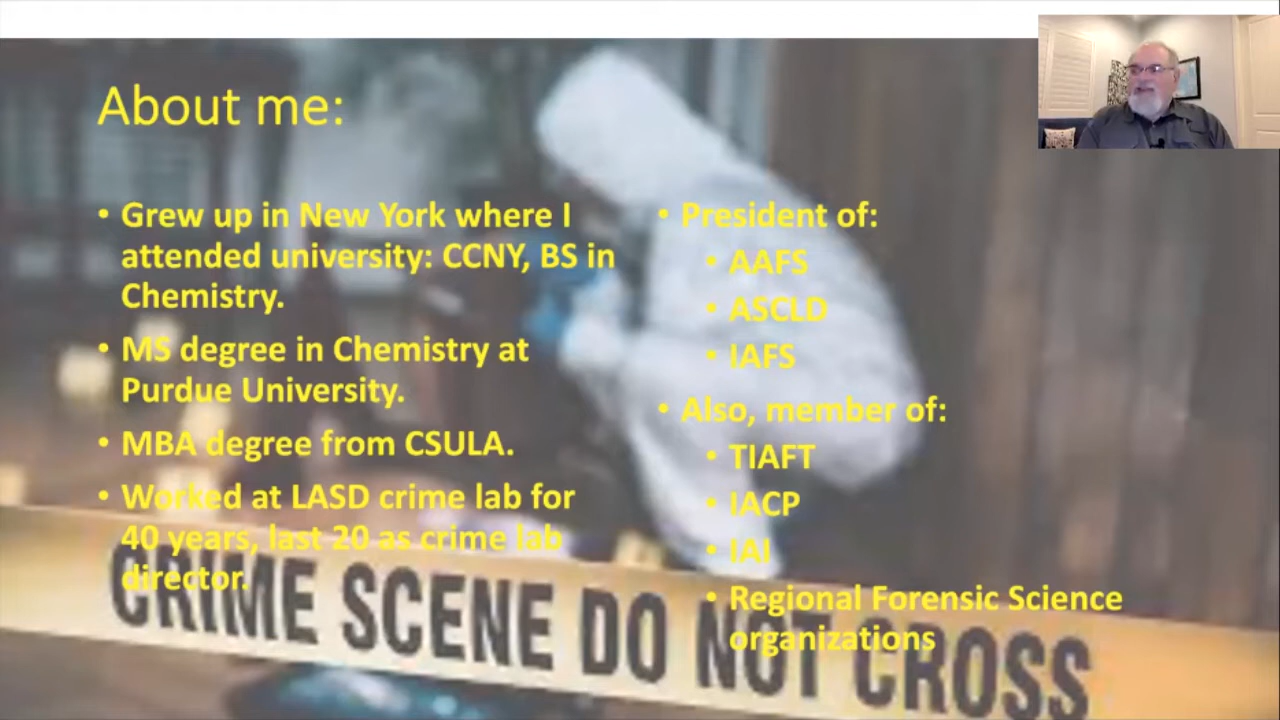 About me:
• Grew up in New York where I
attended university: CCNY, BS in
Chemistry.
• MS degree in Chemistry at
Purdue University.
• MBA degree from CSULA.
• Worked at LASD crime lab for
40 years, last 20 as crime lab
director.
• President of:
• AAFS
• ASCLD
• IAFS
• Also, member of:
• TIAFT
• IACP
• IAI
• Regional Forensic Science
organizations
CRIME SCENE DO NOT CROSS